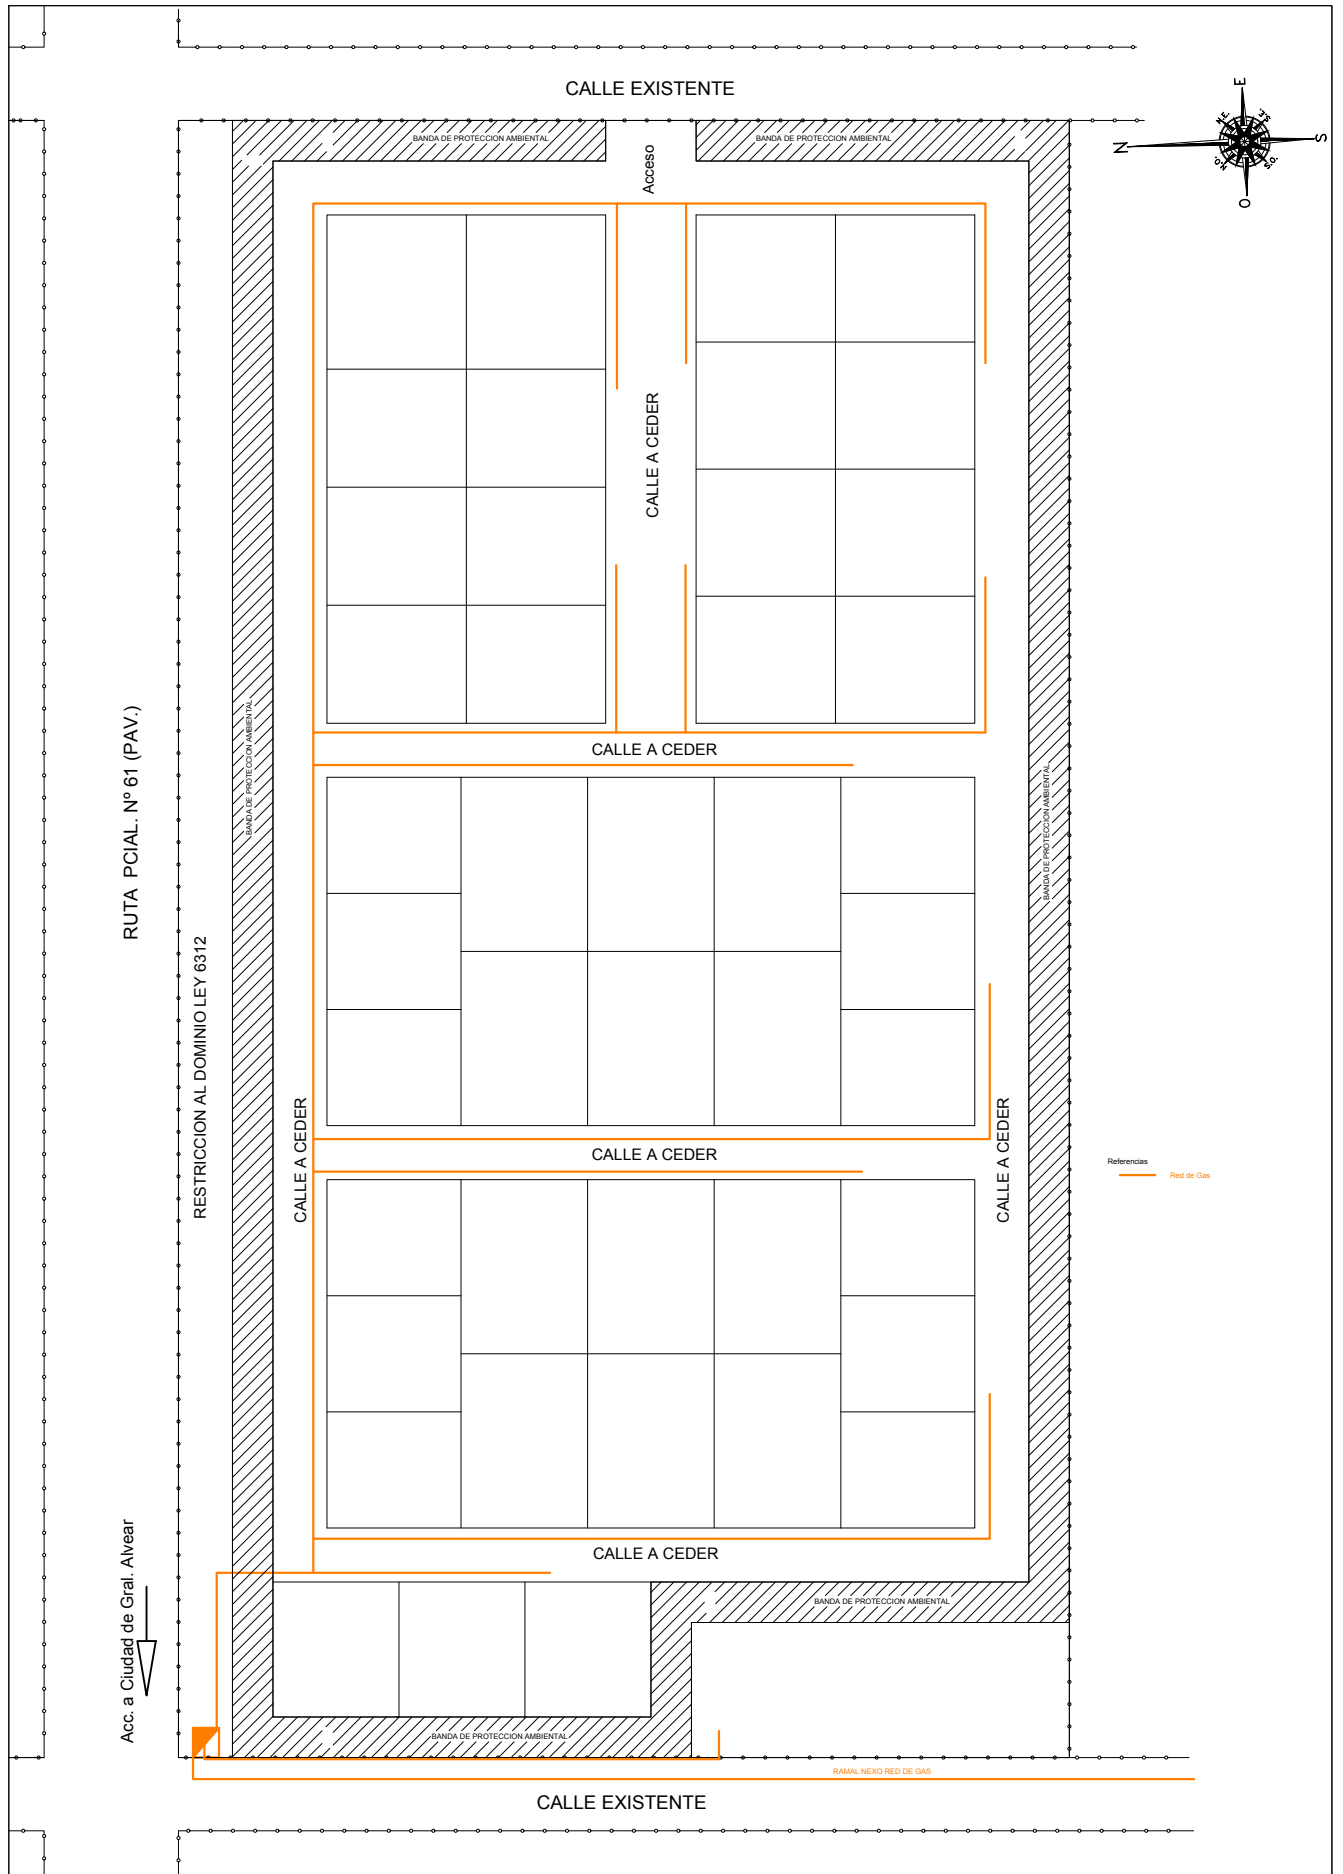 CALLE EXISTENTE
BANDA DE PROTECCION AMBIENTAL
BANDA DE PROTECCION AMBIENTAL
Acceso
E
N.E.
S.E.
N
S
N.O.
S.O.
O
CALLE A CEDER
RUTA PCIAL. Nº 61 (PAV.)
BANDA DE PROTECCION AMBIENTAL
CALLE A CEDER
BANDA DE PROTECCION AMBIENTAL
RESTRICCION AL DOMINIO LEY 6312
CALLE A CEDER
CALLE A CEDER
CALLE A CEDER
Referencias
Red de Gas
Acc. a Ciudad de Gral. Alvear
CALLE A CEDER
BANDA DE PROTECCION AMBIENTAL
BANDA DE PROTECCION AMBIENTAL
RAMAL NEXO RED DE GAS
CALLE EXISTENTE